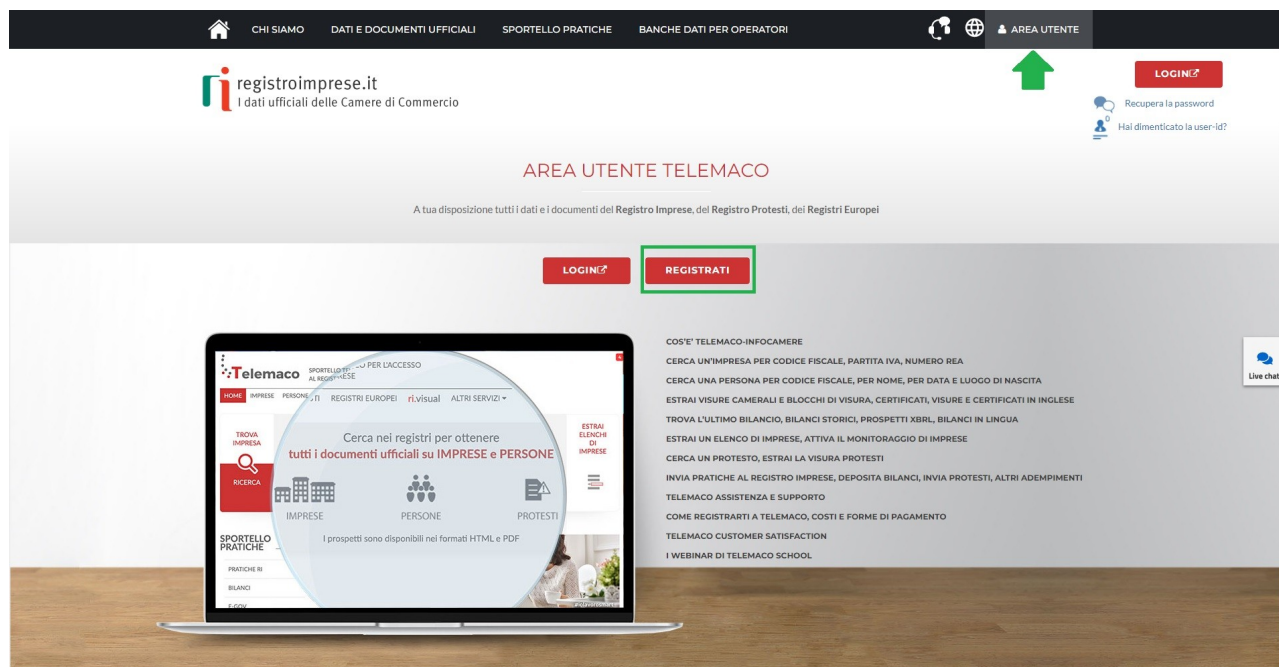 CHI SIAMO DATI E DOCUMENTI UFFICIALI SPORTELLO PRATICHE BANCHE DATI PER OPERATORI AREA UTENTE
registroimprese.it
I dati ufficiali delle Camere di Commercio
LOGIN
Recupera la password
Hai dimenticato la user-id?
AREA UTENTE TELEMACO
A tua disposizione tutti i dati e i documenti del Registro Imprese, del Registro Protesti, dei Registri Europei
LOGIN REGISTRATI
Telemaco
PER L'ACCESSO
HOME IMPRESE PERSONE REGISTRI EUROPEI ri.visual ALTRI SERVIZI
TROVA
IMPRESA
RICERCA
Cerca nei registri per ottenere
tutti i documenti ufficiali su IMPRESE e PERSONE
IMPRESE PERSONE PROTESTI
I prospetti sono disponibili nei formati HTML e PDF
ESTRAI
ELENCHI
DI
IMPRESE
SPORTELLO
PRATICHE
PRATICHE RI
BILANCI
E-GOV
COS'E' TELEMACO-INFOCAMERE
CERCA UN'IMPRESA PER CODICE FISCALE, PARTITA IVA, NUMERO REA
CERCA UNA PERSONA PER CODICE FISCALE, PER NOME, PER DATA E LUOGO DI NASCITA
ESTRAI VISURE CAMERALI E BLOCCHI DI VISURA, CERTIFICATI, VISURE E CERTIFICATI IN INGLESE
TROVA L'ULTIMO BILANCIO, BILANCI STORICI, PROSPETTI XBRL, BILANCI IN LINGUA
ESTRAI UN ELENCO DI IMPRESE, ATTIVA IL MONITORAGGIO DI IMPRESE
CERCA UN PROTESTO, ESTRAI LA VISURA PROTESTI
INVIA PRATICHE AL REGISTRO IMPRESE, DEPOSITA BILANCI, INVIA PROTESTI, ALTRI ADEMPIMENTI
TELEMACO ASSISTENZA E SUPPORTO
COME REGISTRARTI A TELEMACO, COSTI E FORME DI PAGAMENTO
TELEMACO CUSTOMER SATISFACTION
I WEBINAR DI TELEMACO SCHOOL
Live chat